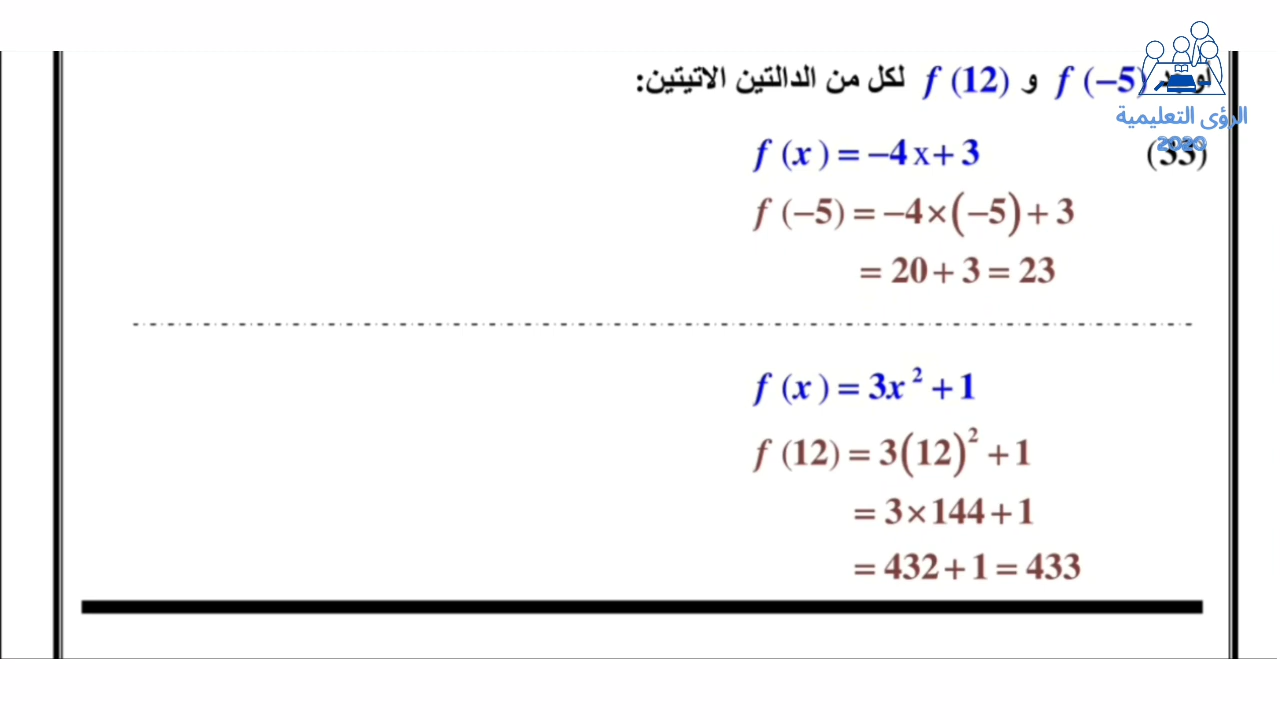 f (−5) و f (12) لكل من الدالتين الاتيتين:
الرؤى التعليمية
2020
(33) f (x) = −4x + 3
f (−5) = −4×(−5) + 3
= 20 + 3 = 23
f (x) = 3x² + 1
f (12) = 3(12)² + 1
= 3×144 + 1
= 432 + 1 = 433